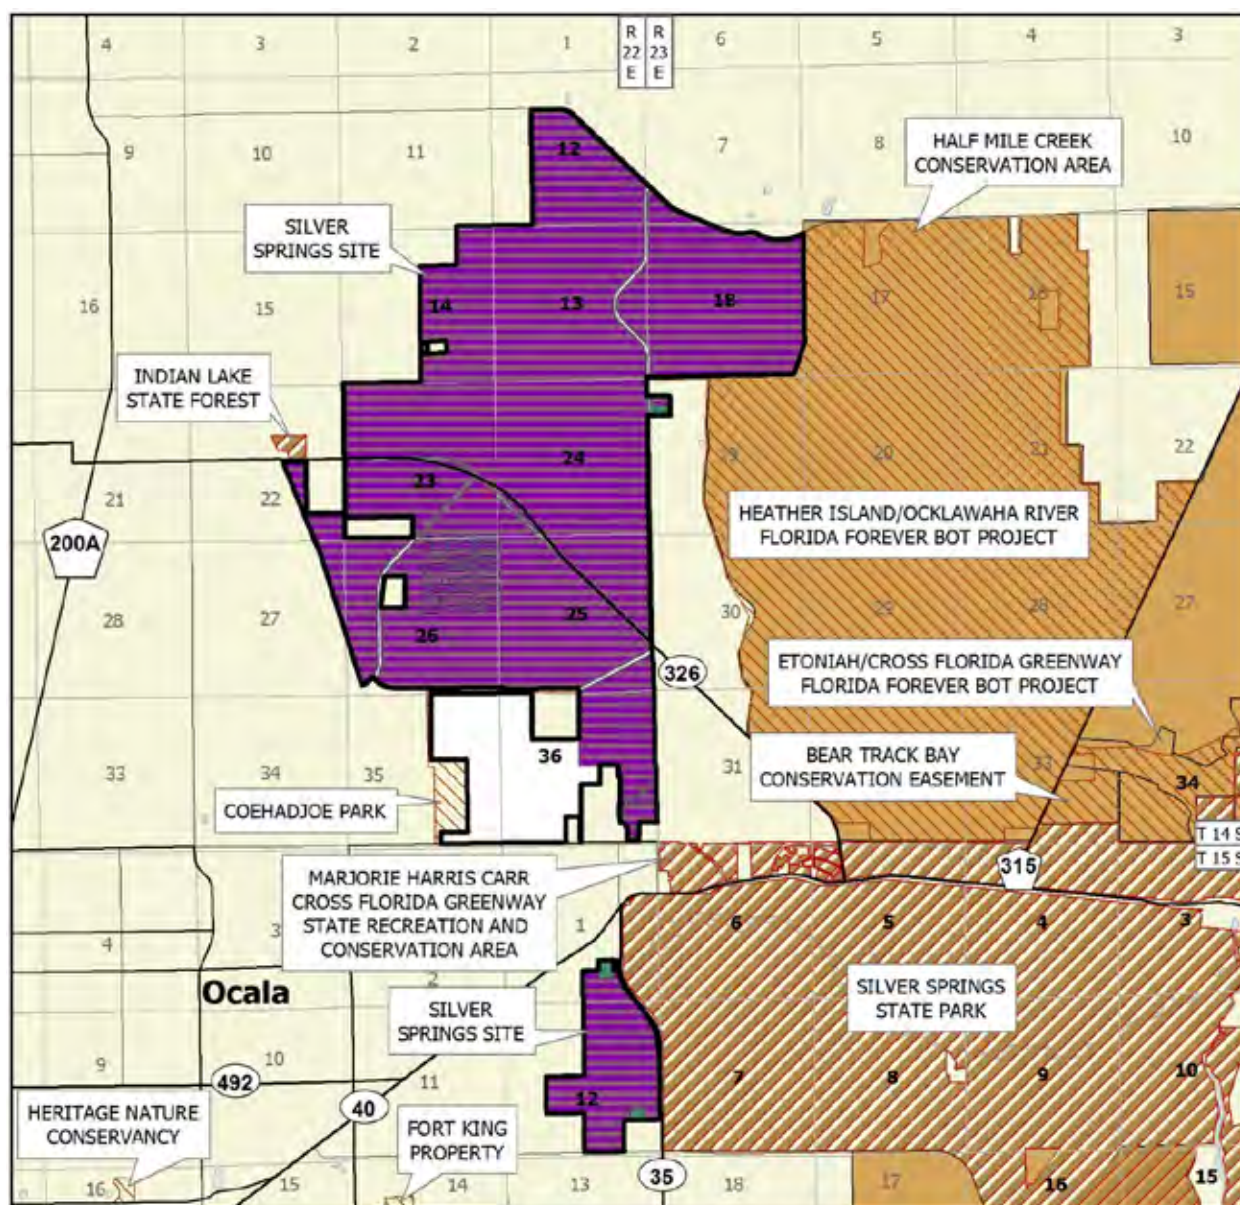 4
3
2
1
R
22
E
R
23
E
6
5
4
3
9
10
11
12
7
8
10
HALF MILE CREEK
CONSERVATION AREA
SILVER
SPRINGS SITE
16
15
14
13
18
17
16
15
INDIAN LAKE
STATE FOREST
21
22
23
24
29
20
21
22
200A
HEATHER ISLAND/OCKLAWAHA RIVER
FLORIDA FOREVER BOT PROJECT
28
27
26
25
30
29
28
27
326
ETONIAH/CROSS FLORIDA GREENWAY
FLORIDA FOREVER BOT PROJECT
33
34
35
36
31
BEAR TRACK BAY
CONSERVATION EASEMENT
33
34
COEHADJOE PARK
T 14 S
T 15 S
315
MARJORIE HARRIS CARR
CROSS FLORIDA GREENWAY
STATE RECREATION AND
CONSERVATION AREA
4
3
2
1
6
5
4
3
Ocala
SILVER SPRINGS
STATE PARK
SILVER
SPRINGS SITE
9
10
11
12
7
8
9
10
492
40
HERITAGE NATURE
CONSERVANCY
FORT KING
PROPERTY
16
15
14
13
35
18
17
16
15